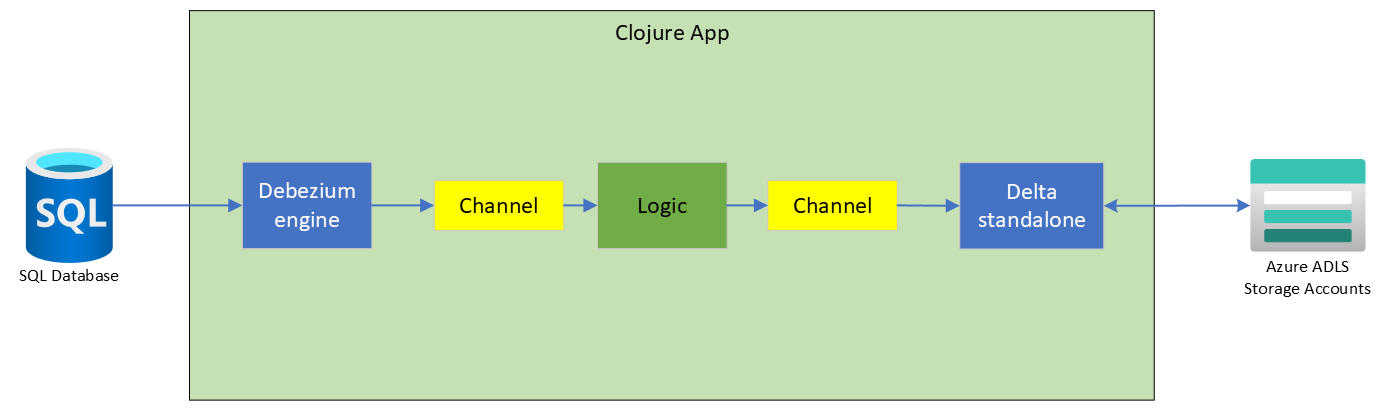 Clojure App
SQL
SQL Database
Debezium
engine
Channel
Logic
Channel
Delta
standalone
Azure ADLS
Storage Accounts